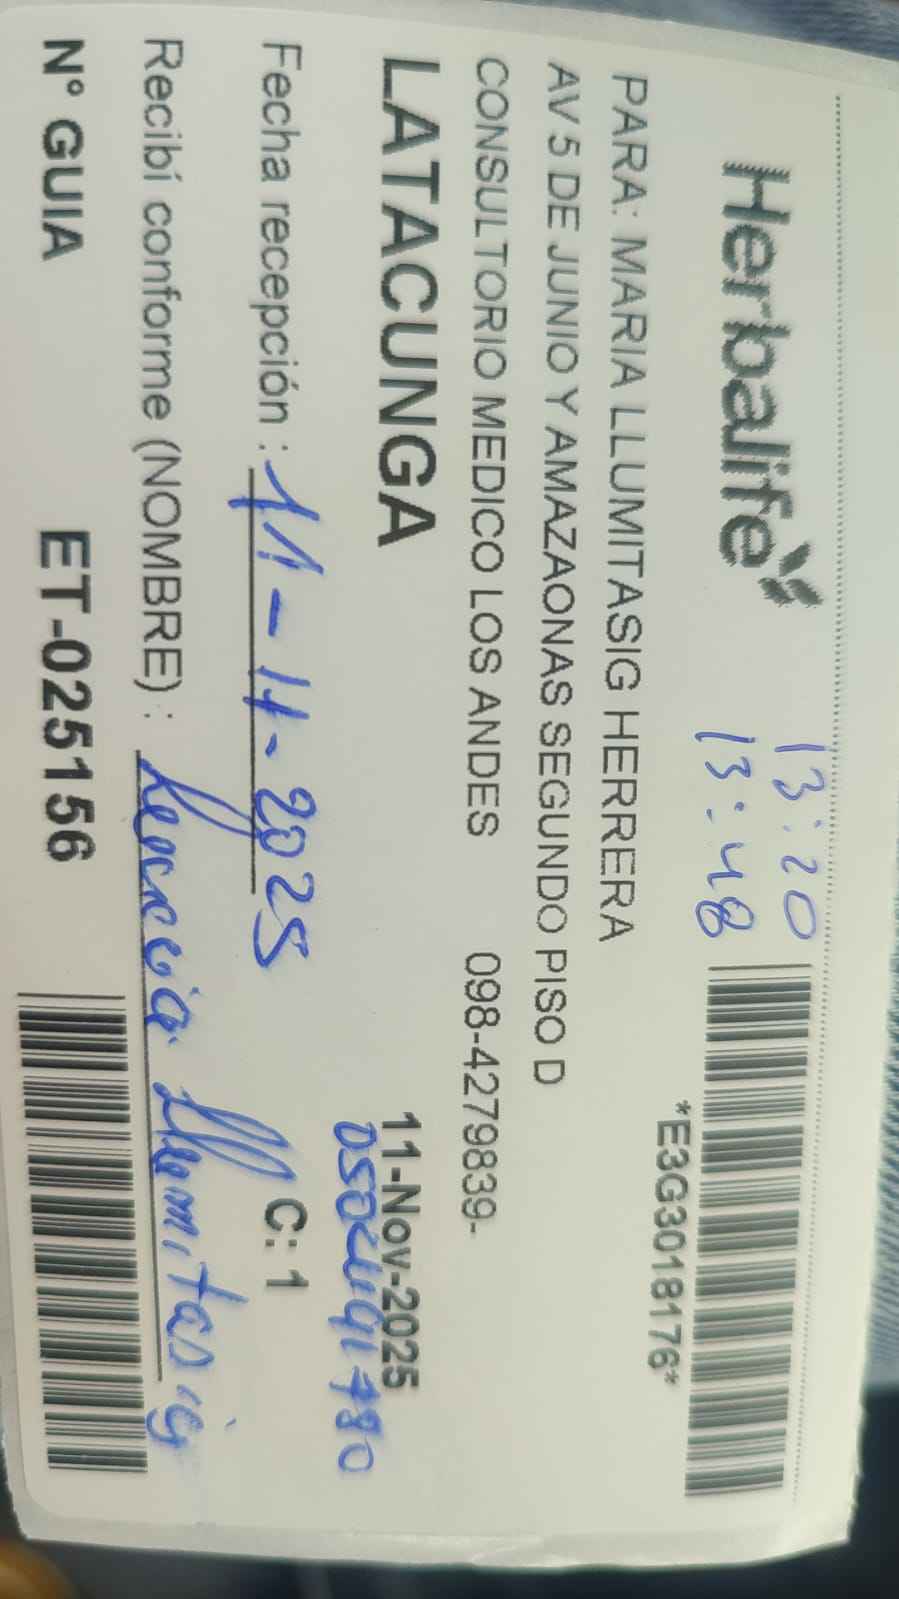 Herbalife
13:20
13:48
*E3G3018176*
PARA: MARIA LLUMITASIG HERRERA
AV 5 DE JUNIO Y AMAZAONAS SEGUNDO PISO D
CONSULTORIO MEDICO LOS ANDES 098-4279839-
LATACUNGA 11-Nov-2025
Fecha recepción : 11-11-2025 C: 1
Recibí conforme (NOMBRE) : Llumitasig
N° GUIA ET-025156